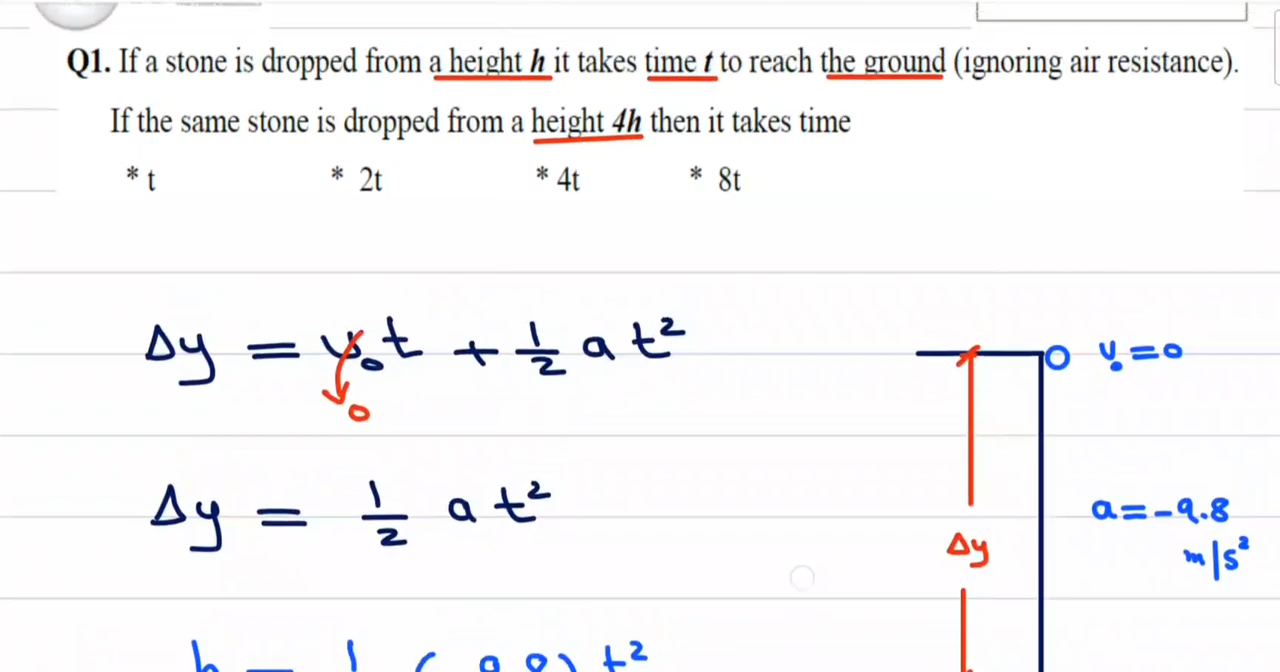 Q1. If a stone is dropped from a height h it takes time t to reach the ground (ignoring air resistance).
If the same stone is dropped from a height 4h then it takes time
* t * 2t * 4t * 8t
Δy = v₀t + 1/2 a t²
0
v₀=0
Δy = 1/2 a t²
a=-9.8
m/s²
Δy